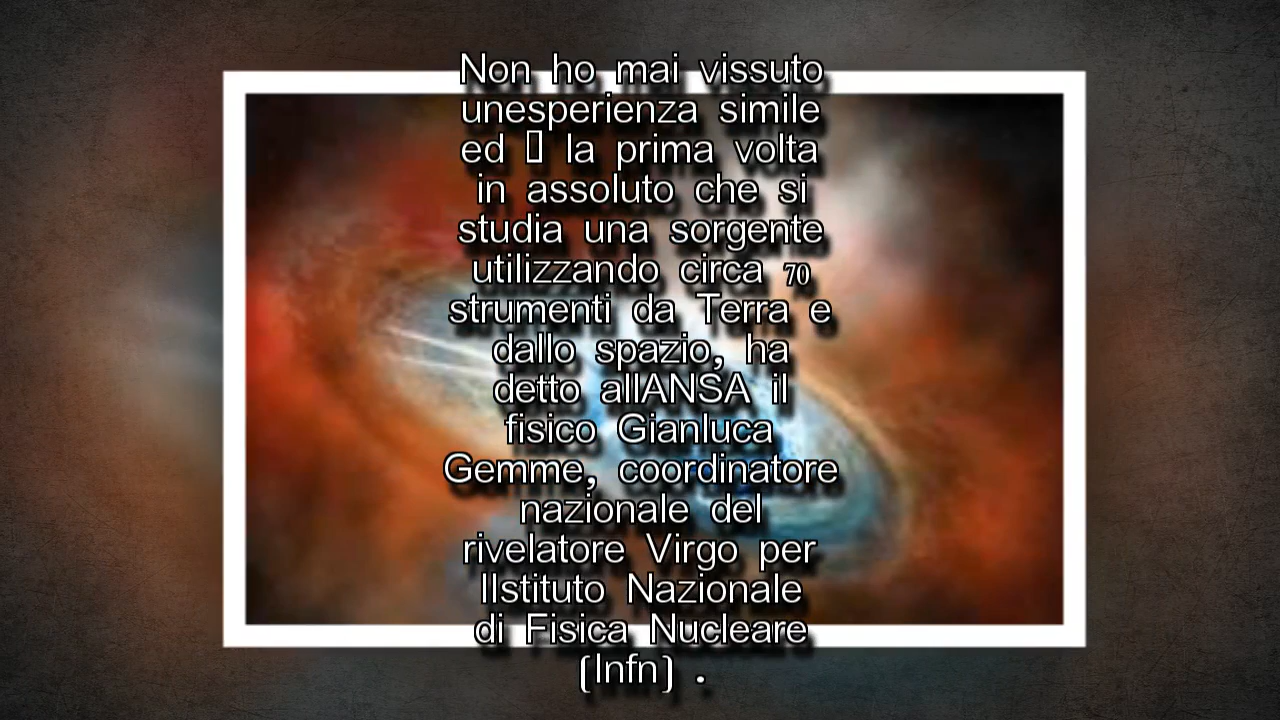 Non ho mai vissuto
unesperienza simile
ed ▯ la prima volta
in assoluto che si
studia una sorgente
utilizzando circa 70
strumenti da Terra e
dallo spazio, ha
detto allANSA il
fisico Gianluca
Gemme, coordinatore
nazionale del
rivelatore Virgo per
lIstituto Nazionale
di Fisica Nucleare
(Infn) .